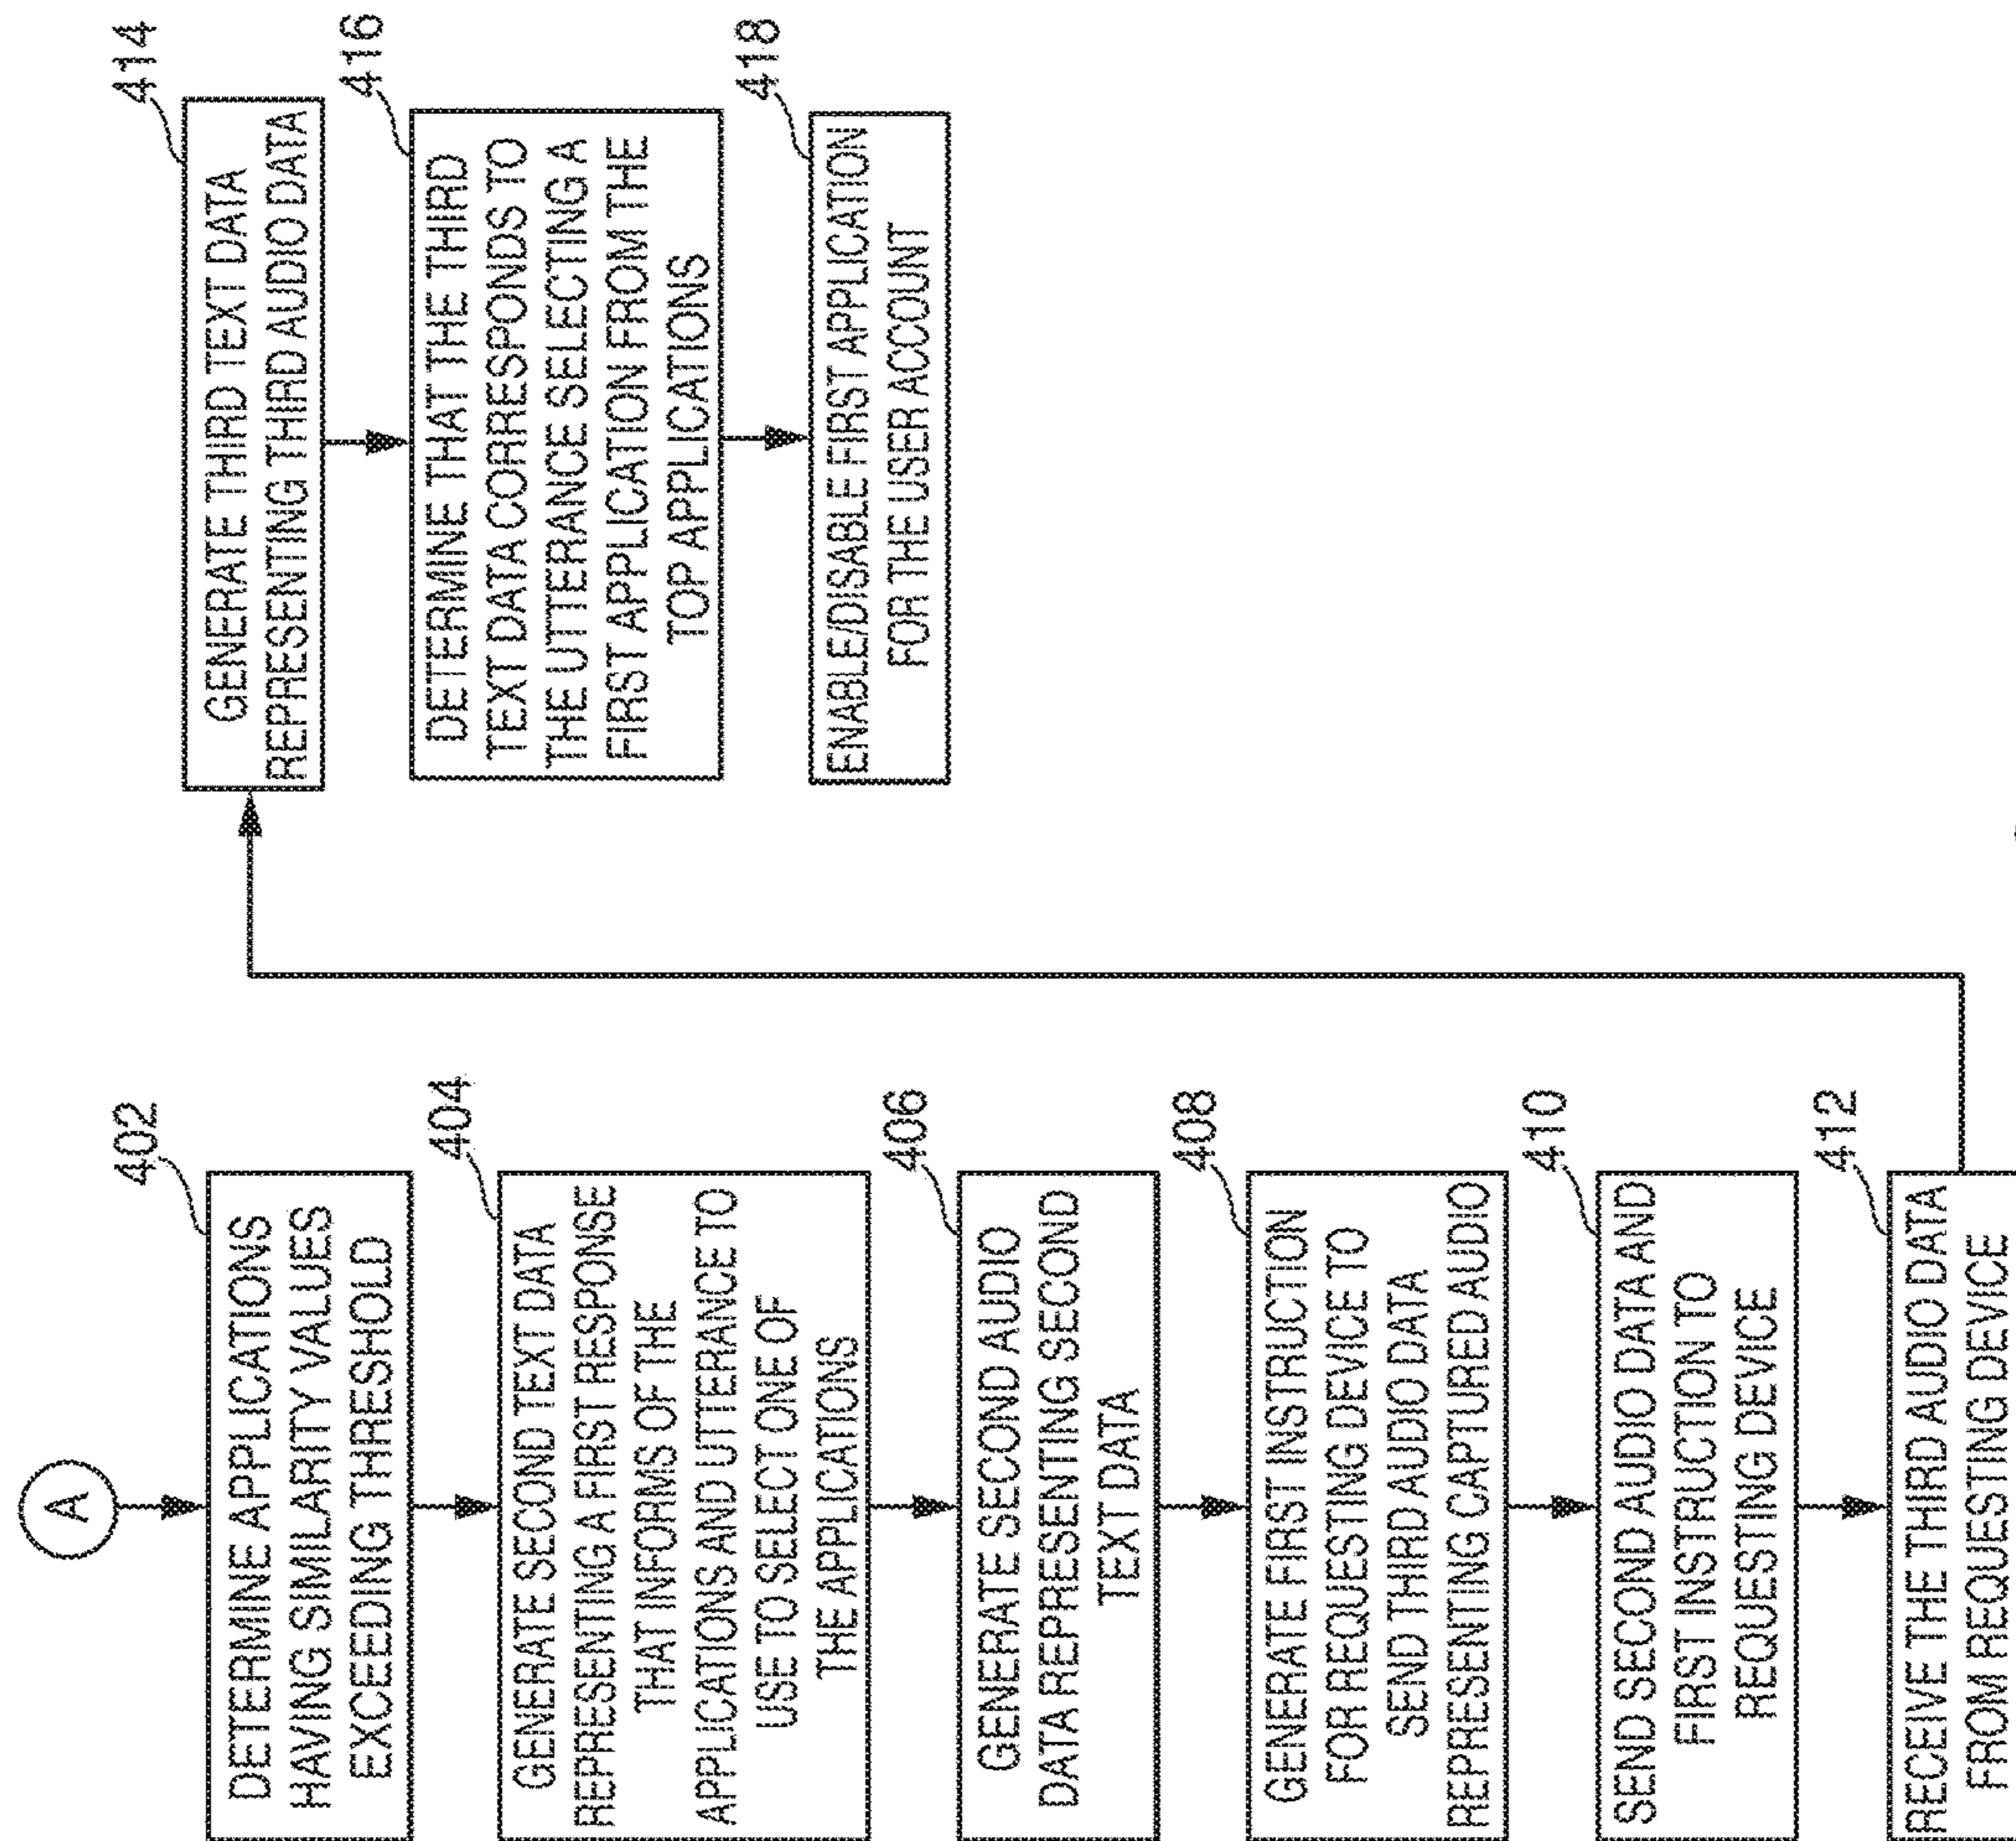 A
402
DETERMINE APPLICATIONS
HAVING SIMILARITY VALUES
EXCEEDING THRESHOLD
404
GENERATE SECOND TEXT DATA
REPRESENTING A FIRST RESPONSE
THAT INFORMS OF THE
APPLICATIONS AND UTTERANCE TO
USE TO SELECT ONE OF
THE APPLICATIONS
406
GENERATE SECOND AUDIO
DATA REPRESENTING SECOND
TEXT DATA
408
GENERATE FIRST INSTRUCTION
FOR REQUESTING DEVICE TO
SEND THIRD AUDIO DATA
REPRESENTING CAPTURED AUDIO
410
SEND SECOND AUDIO DATA AND
FIRST INSTRUCTION TO
REQUESTING DEVICE
412
RECEIVE THE THIRD AUDIO DATA
FROM REQUESTING DEVICE
414
GENERATE THIRD TEXT DATA
REPRESENTING THIRD AUDIO DATA
416
DETERMINE THAT THE THIRD
TEXT DATA CORRESPONDS TO
THE UTTERANCE SELECTING A
FIRST APPLICATION FROM THE
TOP APPLICATIONS
418
ENABLE/DISABLE FIRST APPLICATION
FOR THE USER ACCOUNT